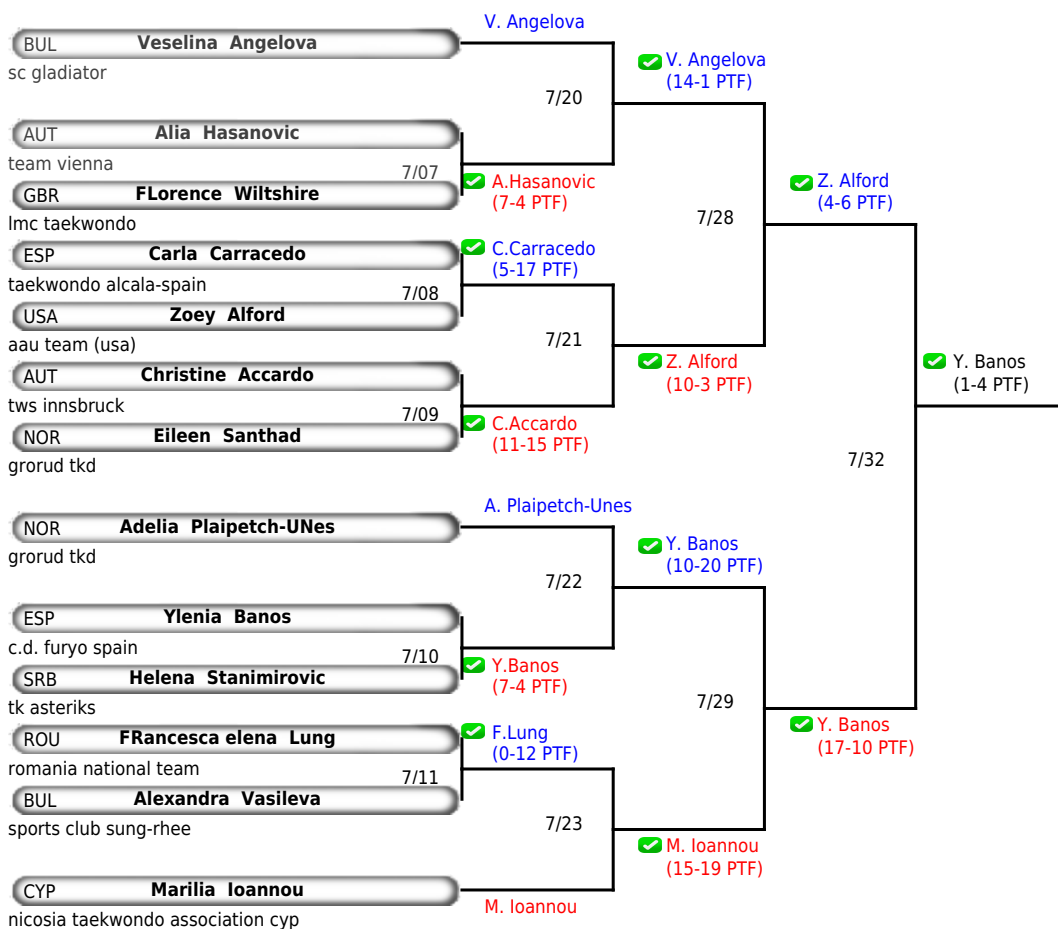 V. Angelova
BUL Veselina Angelova
sc gladiator
V. Angelova
(14-1 PTF)
7/20
AUT Alia Hasanovic
team vienna
7/07
A.Hasanovic
(7-4 PTF)
GBR FLorence Wiltshire
lmc taekwondo
Z. Alford
(4-6 PTF)
7/28
ESP Carla Carracedo
taekwondo alcala-spain
C.Carracedo
(5-17 PTF)
7/08
USA Zoey Alford
aau team (usa)
7/21
Z. Alford
(10-3 PTF)
AUT Christine Accardo
tws innsbruck
7/09
C.Accardo
(11-15 PTF)
NOR Eileen Santhad
grorud tkd
Y. Banos
(1-4 PTF)
7/32
A. Plaipetch-Unes
NOR Adelia Plaipetch-UNes
grorud tkd
Y. Banos
(10-20 PTF)
7/22
ESP Ylenia Banos
c.d. furyo spain
7/10
Y.Banos
(7-4 PTF)
SRB Helena Stanimirovic
tk asteriks
7/29
ROU FRancesca elena Lung
romania national team
F.Lung
(0-12 PTF)
Y. Banos
(17-10 PTF)
7/11
BUL Alexandra Vasileva
sports club sung-rhee
7/23
M. Ioannou
(15-19 PTF)
CYP Marilia Ioannou
nicosia taekwondo association cyp
M. Ioannou